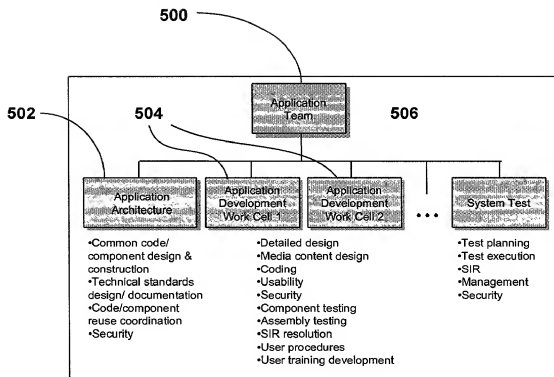 500
502
504
Application
Team
506
Application
Architecture
Application
Development
Work Cell 1
Application
Development
Work Cell 2
•••
System Test
•Common code/
component design &
construction
•Technical standards
design/ documentation
•Code/component
reuse coordination
•Security
•Detailed design
•Media content design
•Coding
•Usability
•Security
•Component testing
•Assembly testing
•SIR resolution
•User procedures
•User training development
•Test planning
•Test execution
•SIR
•Management
•Security